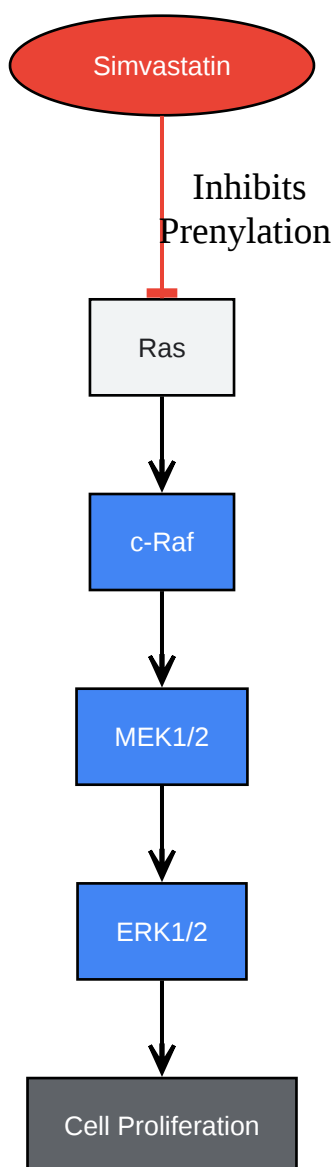 Simvastatin
Inhibits
Prenylation
Ras
c-Raf
MEK1/2
ERK1/2
Cell Proliferation